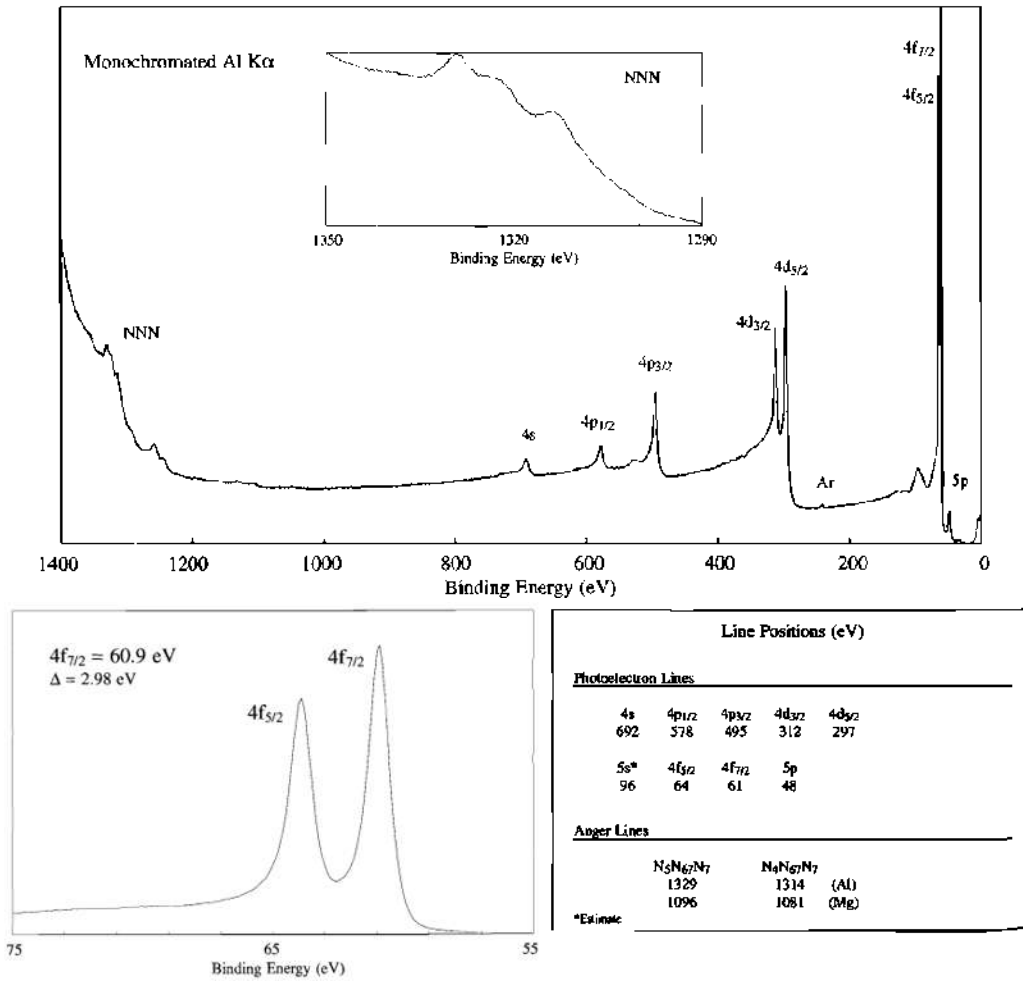 Monochromated Al Kα
NNN
1350 1320 1290
Binding Energy (eV)
4f7/2
4f5/2
4d5/2
4d3/2
4p3/2
4p1/2
4s
NNN
Ar
5p
1400 1200 1000 800 600 400 200 0
Binding Energy (eV)
4f7/2 = 60.9 eV
Δ = 2.98 eV
4f7/2
4f5/2
75 65 55
Binding Energy (eV)
Line Positions (eV)
Photoelectron Lines
4s 4p1/2 4p3/2 4d3/2 4d5/2
692 578 495 312 297
5s* 4f5/2 4f7/2 5p
96 64 61 48
Auger Lines
N5N67N7 N4N67N7
1329 1314 (Al)
1096 1081 (Mg)
*Estimate